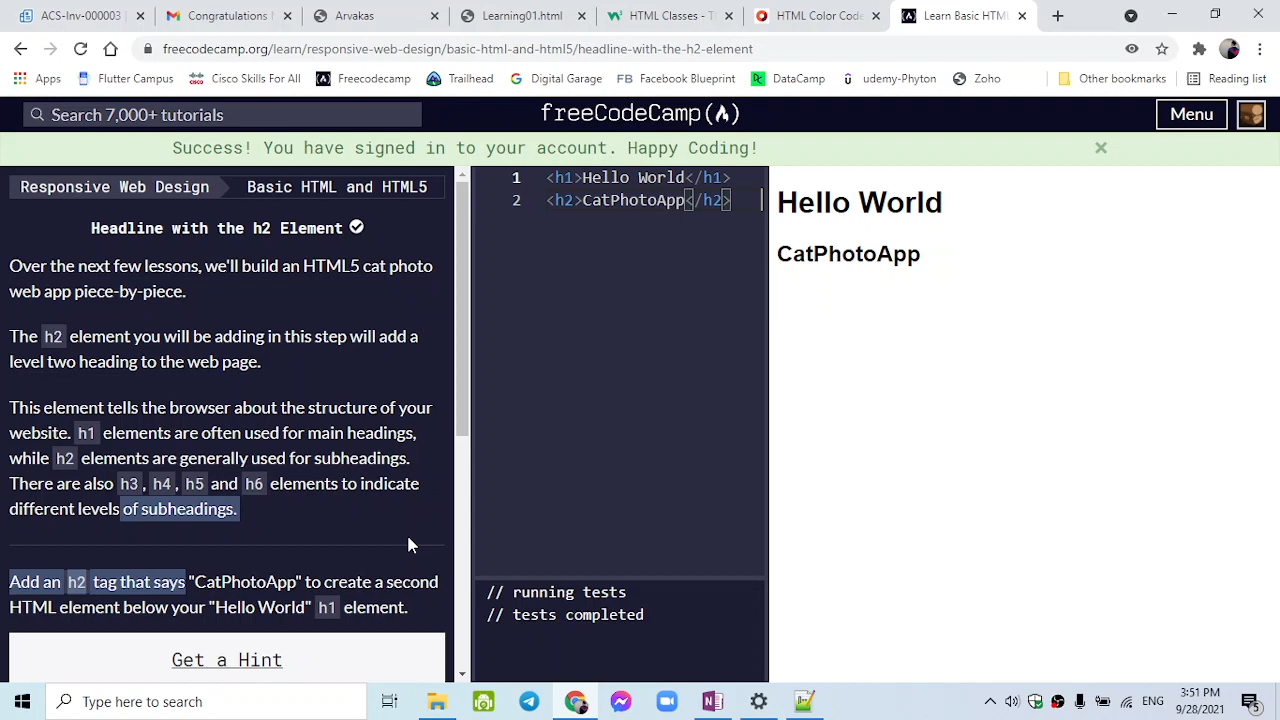 ACS Inv-000003 |
Congratulations
Arvakas
Learning01.html
HTML Classes - T
HTML Color Code
Learn Basic HTML
freecodecamp.org/learn/responsive-web-design/basic-html-and-html5/headline-with-the-h2-element
Apps
Flutter Campus
Cisco Skills For All
Freecodecamp
Trailhead
Digital Garage
FB Facebook Blueprint
DataCamp
udemy-Phyton
Zoho
Other bookmarks
Reading list
Search 7,000+ tutorials
freeCodeCamp
Menu
Success! You have signed in to your account. Happy Coding!
Responsive Web Design
Basic HTML and HTML5
Headline with the h2 Element
Over the next few lessons, we'll build an HTML5 cat photo
web app piece-by-piece.
The h2 element you will be adding in this step will add a
level two heading to the web page.
This element tells the browser about the structure of your
website. h1 elements are often used for main headings,
while h2 elements are generally used for subheadings.
There are also h3, h4, h5 and h6 elements to indicate
different levels of subheadings.
Add an h2 tag that says "CatPhotoApp" to create a second
HTML element below your "Hello World" h1 element.
Get a Hint
1 <h1>Hello World</h1>
2 <h2>CatPhotoApp</h2>
// running tests
// tests completed
Hello World
CatPhotoApp
Type here to search
ENG
3:51 PM
9/28/2021
5